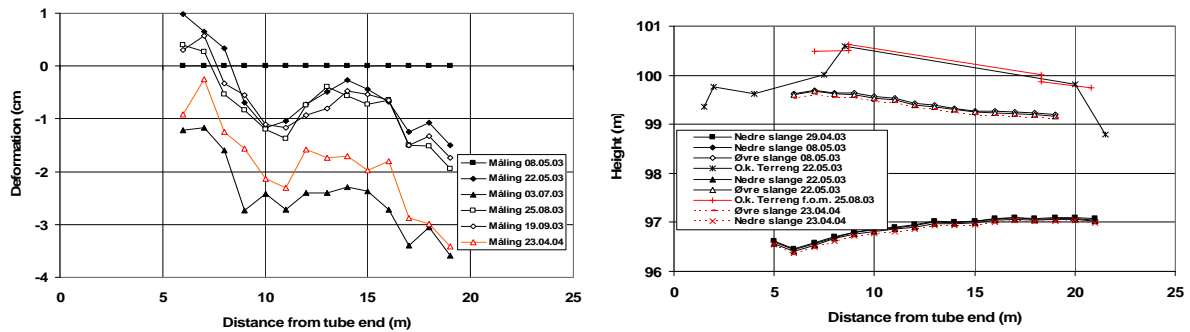 1
0
-1
-2
-3
-4
Deformation (cm
0
5
10
15
20
25
Distance from tube end (m)
Måling 08.05.03
Måling 22.05.03
Måling 03.07.03
Måling 25.08.03
Måling 19.09.03
Måling 23.04.04
101
100
99
98
97
96
Height (m)
0
5
10
15
20
25
Distance from tube end (m)
Nedre slange 29.04.03
Nedre slange 08.05.03
Øvre slange 08.05.03
O.k. Terreng 22.05.03
Nedre slange 22.05.03
Øvre slange 22.05.03
O.k. Terreng f.o.m. 25.08.03
Øvre slange 23.04.04
Nedre slange 23.04.04